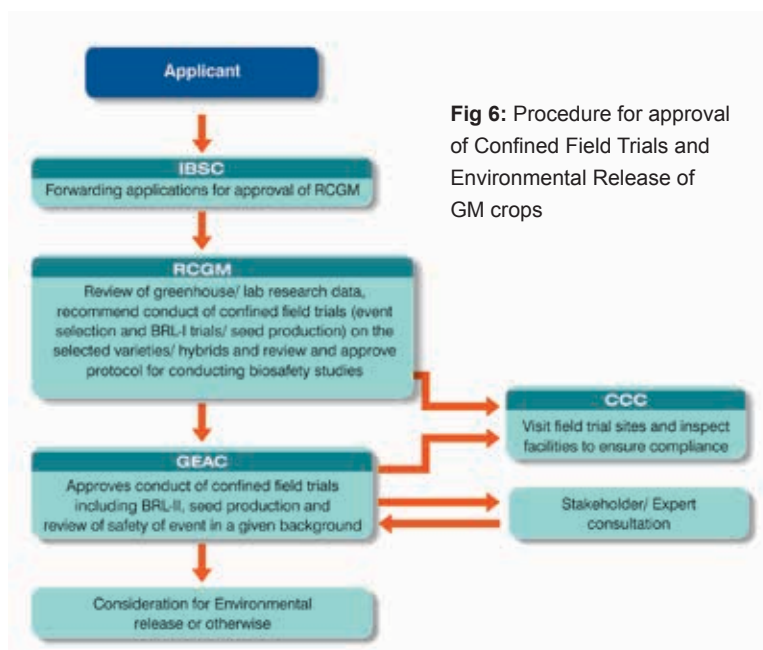 Applicant
Fig 6: Procedure for approval
of Confined Field Trials and
Environmental Release of
GM crops
IBSC
Forwarding applications for approval of RCGM
RCGM
Review of greenhouse/ lab research data,
recommend conduct of confined field trials (event
selection and BRL-I trials/ seed production) on the
selected varieties/ hybrids and review and approve
protocol for conducting biosafety studies
CCC
Visit field trial sites and inspect
facilities to ensure compliance
GEAC
Approves conduct of confined field trials
including BRL-II, seed production and
review of safety of event in a given background
Stakeholder/ Expert
consultation
Consideration for Environmental
release or otherwise